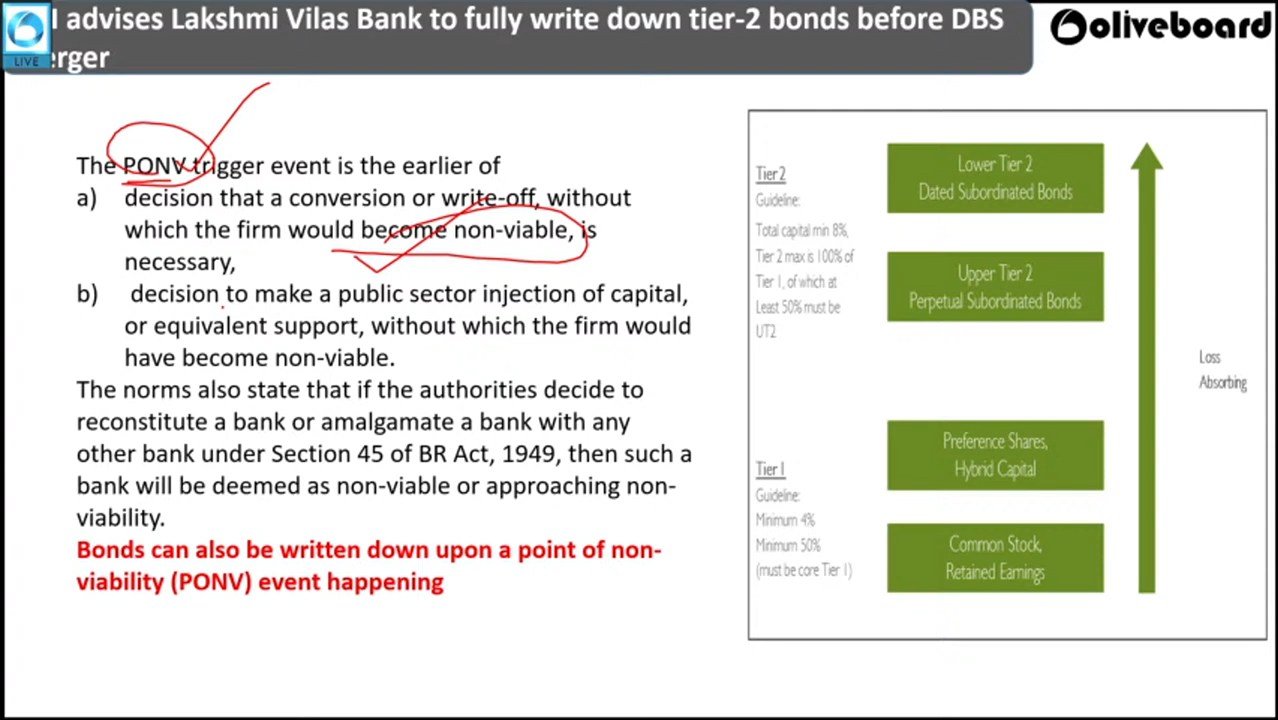 advises Lakshmi Vilas Bank to fully write down tier-2 bonds before DBS
erger
oliveboard
LIVE
The PONV trigger event is the earlier of
a) decision that a conversion or write-off, without
which the firm would become non-viable, is
necessary,
b) decision to make a public sector injection of capital,
or equivalent support, without which the firm would
have become non-viable.
The norms also state that if the authorities decide to
reconstitute a bank or amalgamate a bank with any
other bank under Section 45 of BR Act, 1949, then such a
bank will be deemed as non-viable or approaching non-
viability.
Bonds can also be written down upon a point of non-
viability (PONV) event happening
Tier 2
Guideline:
Total capital min 8%,
Tier 2 max is 100% of
Tier 1, of which at
Least 50% must be
UT2
Lower Tier 2
Dated Subordinated Bonds
Upper Tier 2
Perpetual Subordinated Bonds
Loss
Absorbing
Tier 1
Guideline:
Minimum 4%
Minimum 50%
(must be core Tier 1)
Preference Shares,
Hybrid Capital
Common Stock,
Retained Earnings